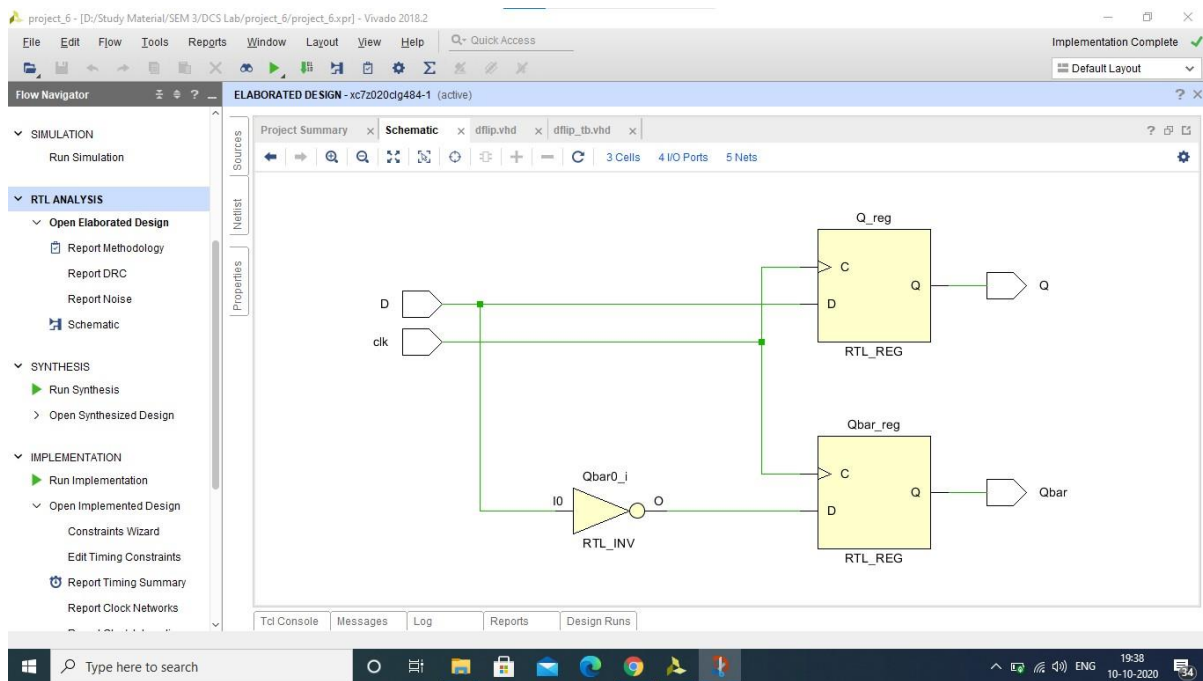 project_6 - [D:/Study Material/SEM 3/DCS Lab/project_6/project_6.xpr] - Vivado 2018.2
File Edit Flow Tools Reports Window Layout View Help Quick Access
Implementation Complete
Default Layout
Flow Navigator
ELABORATED DESIGN - xc7z020clg484-1 (active)
SIMULATION
Run Simulation
RTL ANALYSIS
Open Elaborated Design
Report Methodology
Report DRC
Report Noise
Schematic
SYNTHESIS
Run Synthesis
Open Synthesized Design
IMPLEMENTATION
Run Implementation
Open Implemented Design
Constraints Wizard
Edit Timing Constraints
Report Timing Summary
Report Clock Networks
Sources
Netlist
Properties
Project Summary Schematic dflip.vhd dflip_tb.vhd
3 Cells 4 I/O Ports 5 Nets
Q_reg
C
Q
D
RTL_REG
Q
D
clk
Qbar_reg
C
Q
D
RTL_REG
Qbar
Qbar0_i
I0
O
RTL_INV
Tcl Console Messages Log Reports Design Runs
Type here to search
ENG
19:38
10-10-2020
34